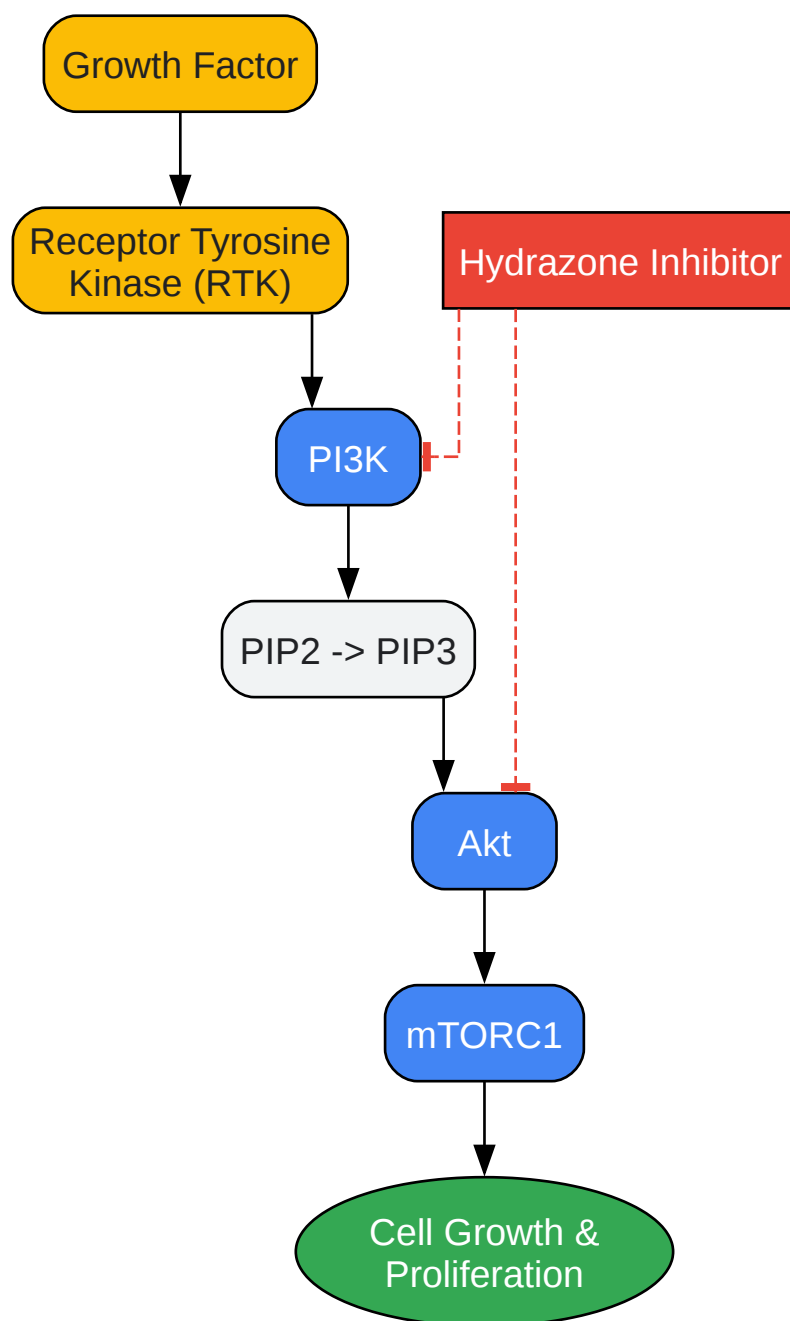 Growth Factor
Receptor Tyrosine
Kinase (RTK)
Hydrazone Inhibitor
PI3K
PIP2 -> PIP3
Akt
mTORC1
Cell Growth &
Proliferation